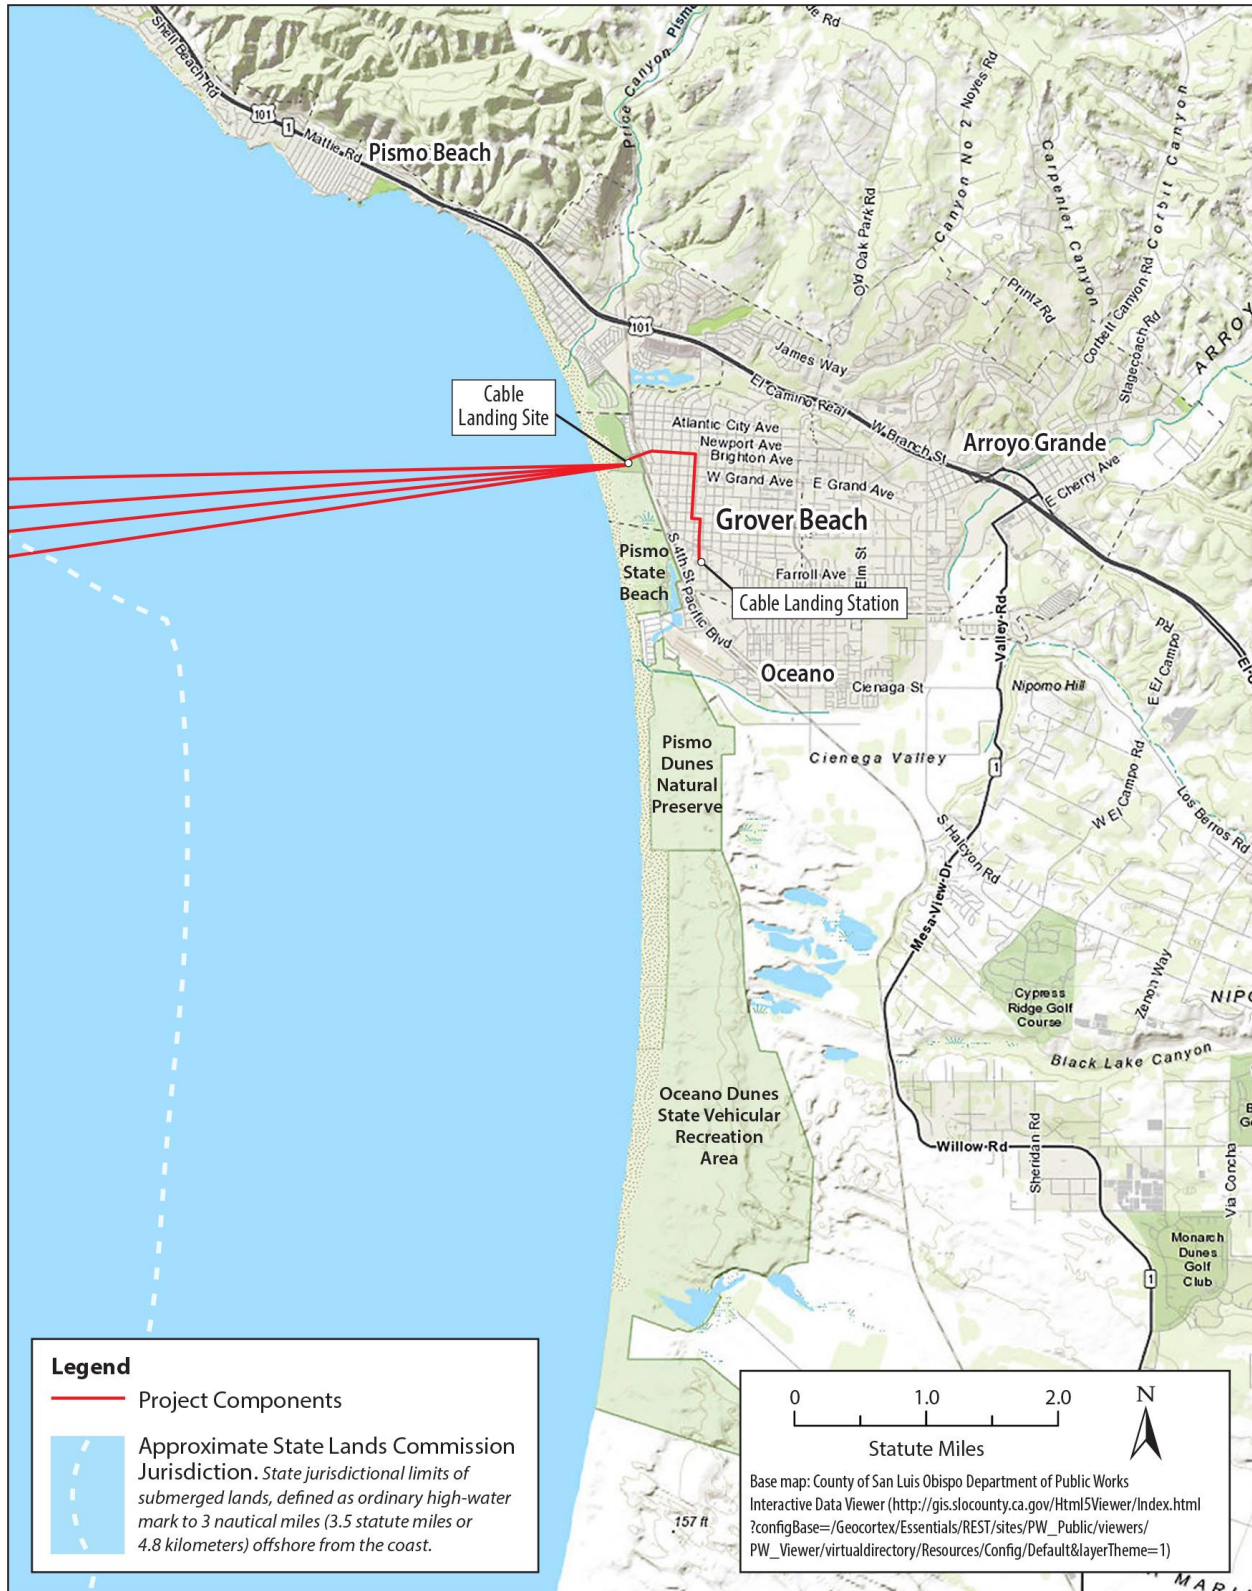 Shell Beach Rd
101
1
Mattie Rd
Pismo Beach
Price Canyon
Pismo
Rd
Canyon No 2 Noyes Rd
Carpenter Canyon
Corbit Canyon
Old Oak Park Rd
Printz Rd
Corbett Canyon Rd
Stagecoach Rd
ARROY
101
James Way
El Camino Real
W Branch St
Arroyo Grande
E Cherry Ave
Cable
Landing Site
Atlantic City Ave
Newport Ave
Brighton Ave
W Grand Ave
E Grand Ave
Grover Beach
Pismo
State
Beach
S 4th St
Pacific Blvd
Farroll Ave
Elm St
Cable Landing Station
Valley Rd
Oceano
Cienaga St
Nipomo Hill
E El Campo Rd
Pismo
Dunes
Natural
Preserve
Cienega Valley
1
W El Campo Rd
Los Berros Rd
S Halcyon Rd
Mesa View Dr
Cypress
Ridge Golf
Course
Zenon Way
NIPO
Black Lake Canyon
Oceano Dunes
State Vehicular
Recreation
Area
Willow Rd
Sheridan Rd
Via Concha
Monarch
Dunes
Golf
Club
1
157 ft
Legend
Project Components
Approximate State Lands Commission
Jurisdiction. State jurisdictional limits of
submerged lands, defined as ordinary high-water
mark to 3 nautical miles (3.5 statute miles or
4.8 kilometers) offshore from the coast.
0 1.0 2.0
Statute Miles
N
Base map: County of San Luis Obispo Department of Public Works
Interactive Data Viewer (http://gis.slocounty.ca.gov/Html5Viewer/Index.html
?configBase=/Geocortex/Essentials/REST/sites/PW_Public/viewers/
PW_Viewer/virtualdirectory/Resources/Config/Default&layerTheme=1)